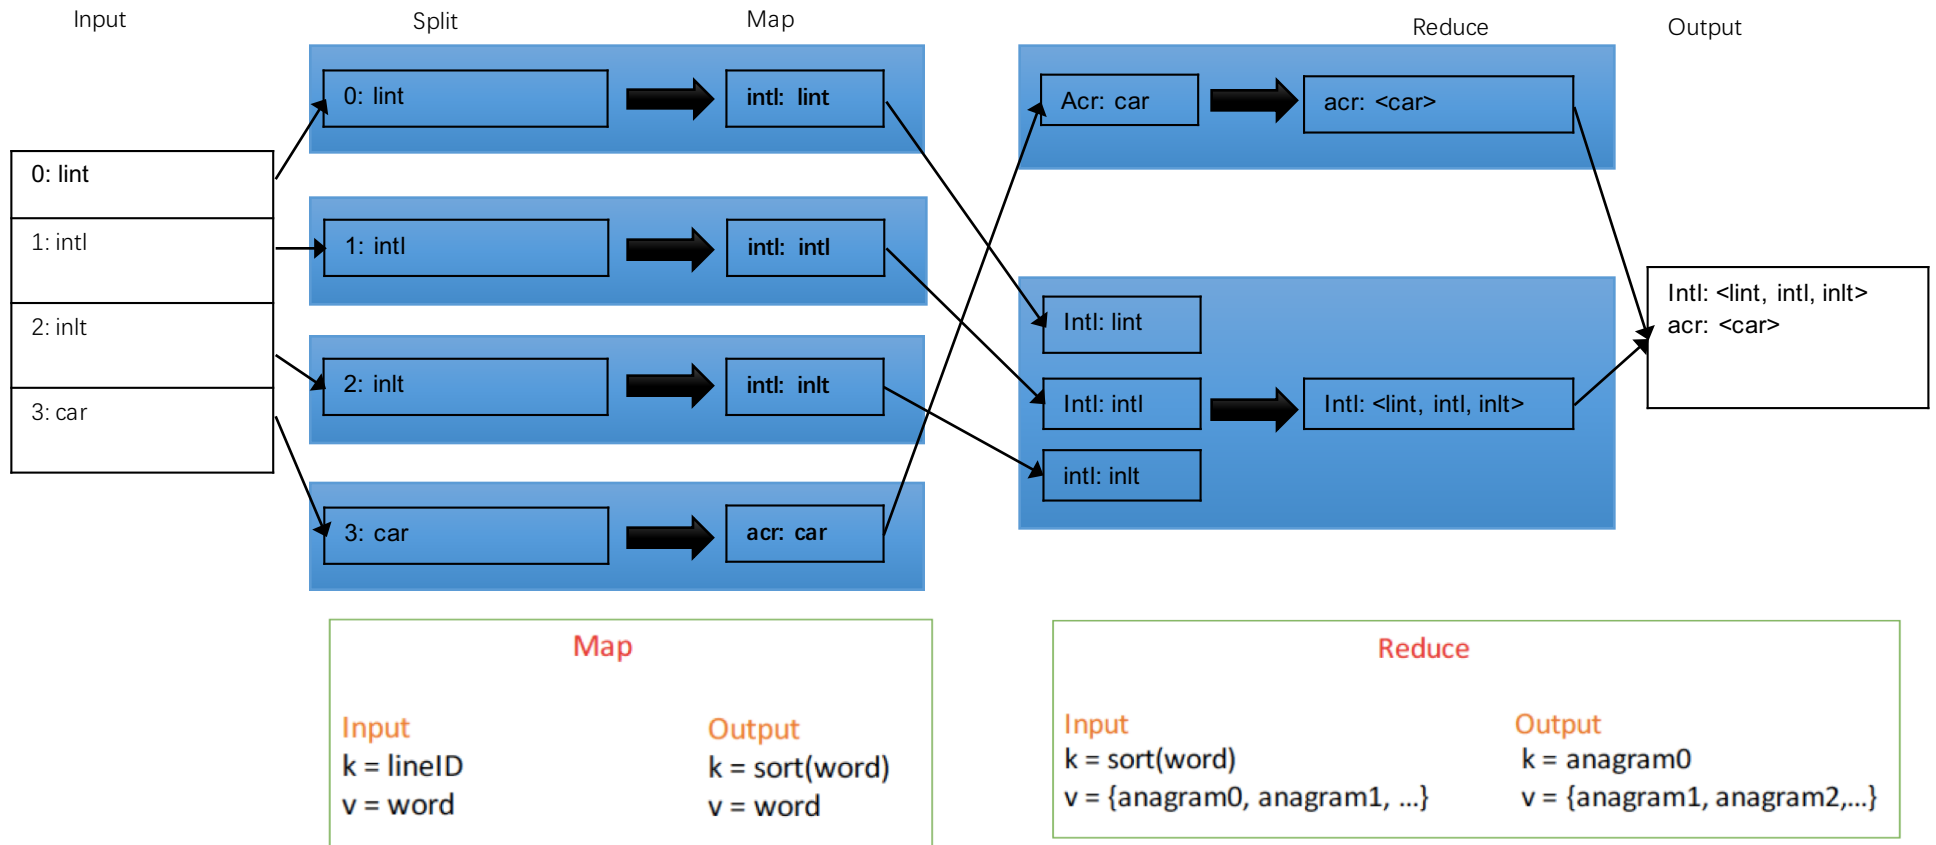 Input
Split
Map
Reduce
Output
0: lint
1: intl
2: inlt
3: car
0: lint
intl: lint
1: intl
intl: intl
2: inlt
intl: inlt
3: car
acr: car
Acr: car
acr: <car>
Intl: lint
Intl: intl
Intl: <lint, intl, inlt>
intl: inlt
Intl: <lint, intl, inlt>
acr: <car>
Map
Input
k = lineID
v = word
Output
k = sort(word)
v = word
Reduce
Input
k = sort(word)
v = {anagram0, anagram1, ...}
Output
k = anagram0
v = {anagram1, anagram2,...}